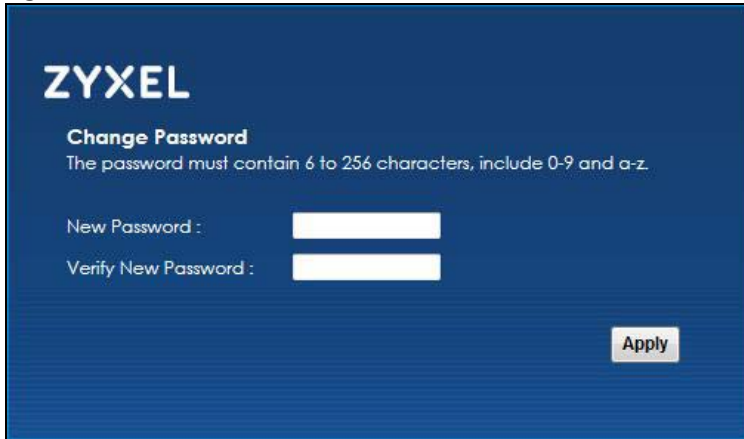 ZYXEL
Change Password
The password must contain 6 to 256 characters, include 0-9 and a-z.
New Password :
Verify New Password :
Apply